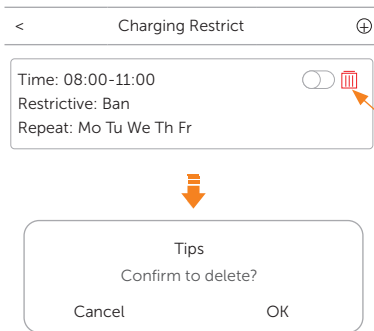 < Charging Restrict ⊕
Time: 08:00-11:00
Restrictive: Ban
Repeat: Mo Tu We Th Fr
Tips
Confirm to delete?
Cancel OK